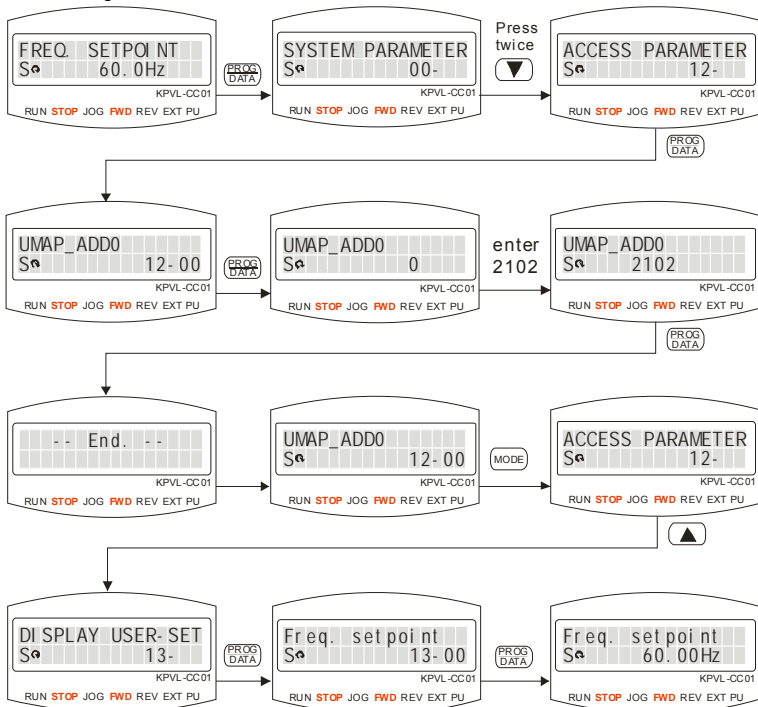 FREQ. SETPOINT
60.0Hz
KPVL-CC01
RUN STOP JOG FWD REV EXT PU
PROG
DATA
SYSTEM PARAMETER
00-
KPVL-CC01
RUN STOP JOG FWD REV EXT PU
Press
twice
ACCESS PARAMETER
12-
KPVL-CC01
RUN STOP JOG FWD REV EXT PU
PROG
DATA
UMAP_ADD0
S 12-00
KPVL-CC01
RUN STOP JOG FWD REV EXT PU
PROG
DATA
UMAP_ADD0
S 0
KPVL-CC01
RUN STOP JOG FWD REV EXT PU
enter
2102
UMAP_ADD0
S 2102
KPVL-CC01
RUN STOP JOG FWD REV EXT PU
PROG
DATA
-- End. --
KPVL-CC01
RUN STOP JOG FWD REV EXT PU
UMAP_ADD0
S 12-00
KPVL-CC01
RUN STOP JOG FWD REV EXT PU
MODE
ACCESS PARAMETER
S 12-
KPVL-CC01
RUN STOP JOG FWD REV EXT PU
DISPLAY USER-SET
S 13-
KPVL-CC01
RUN STOP JOG FWD REV EXT PU
PROG
DATA
Freq. setpoint
S 13-00
KPVL-CC01
RUN STOP JOG FWD REV EXT PU
PROG
DATA
Freq. setpoint
S 60.00Hz
KPVL-CC01
RUN STOP JOG FWD REV EXT PU